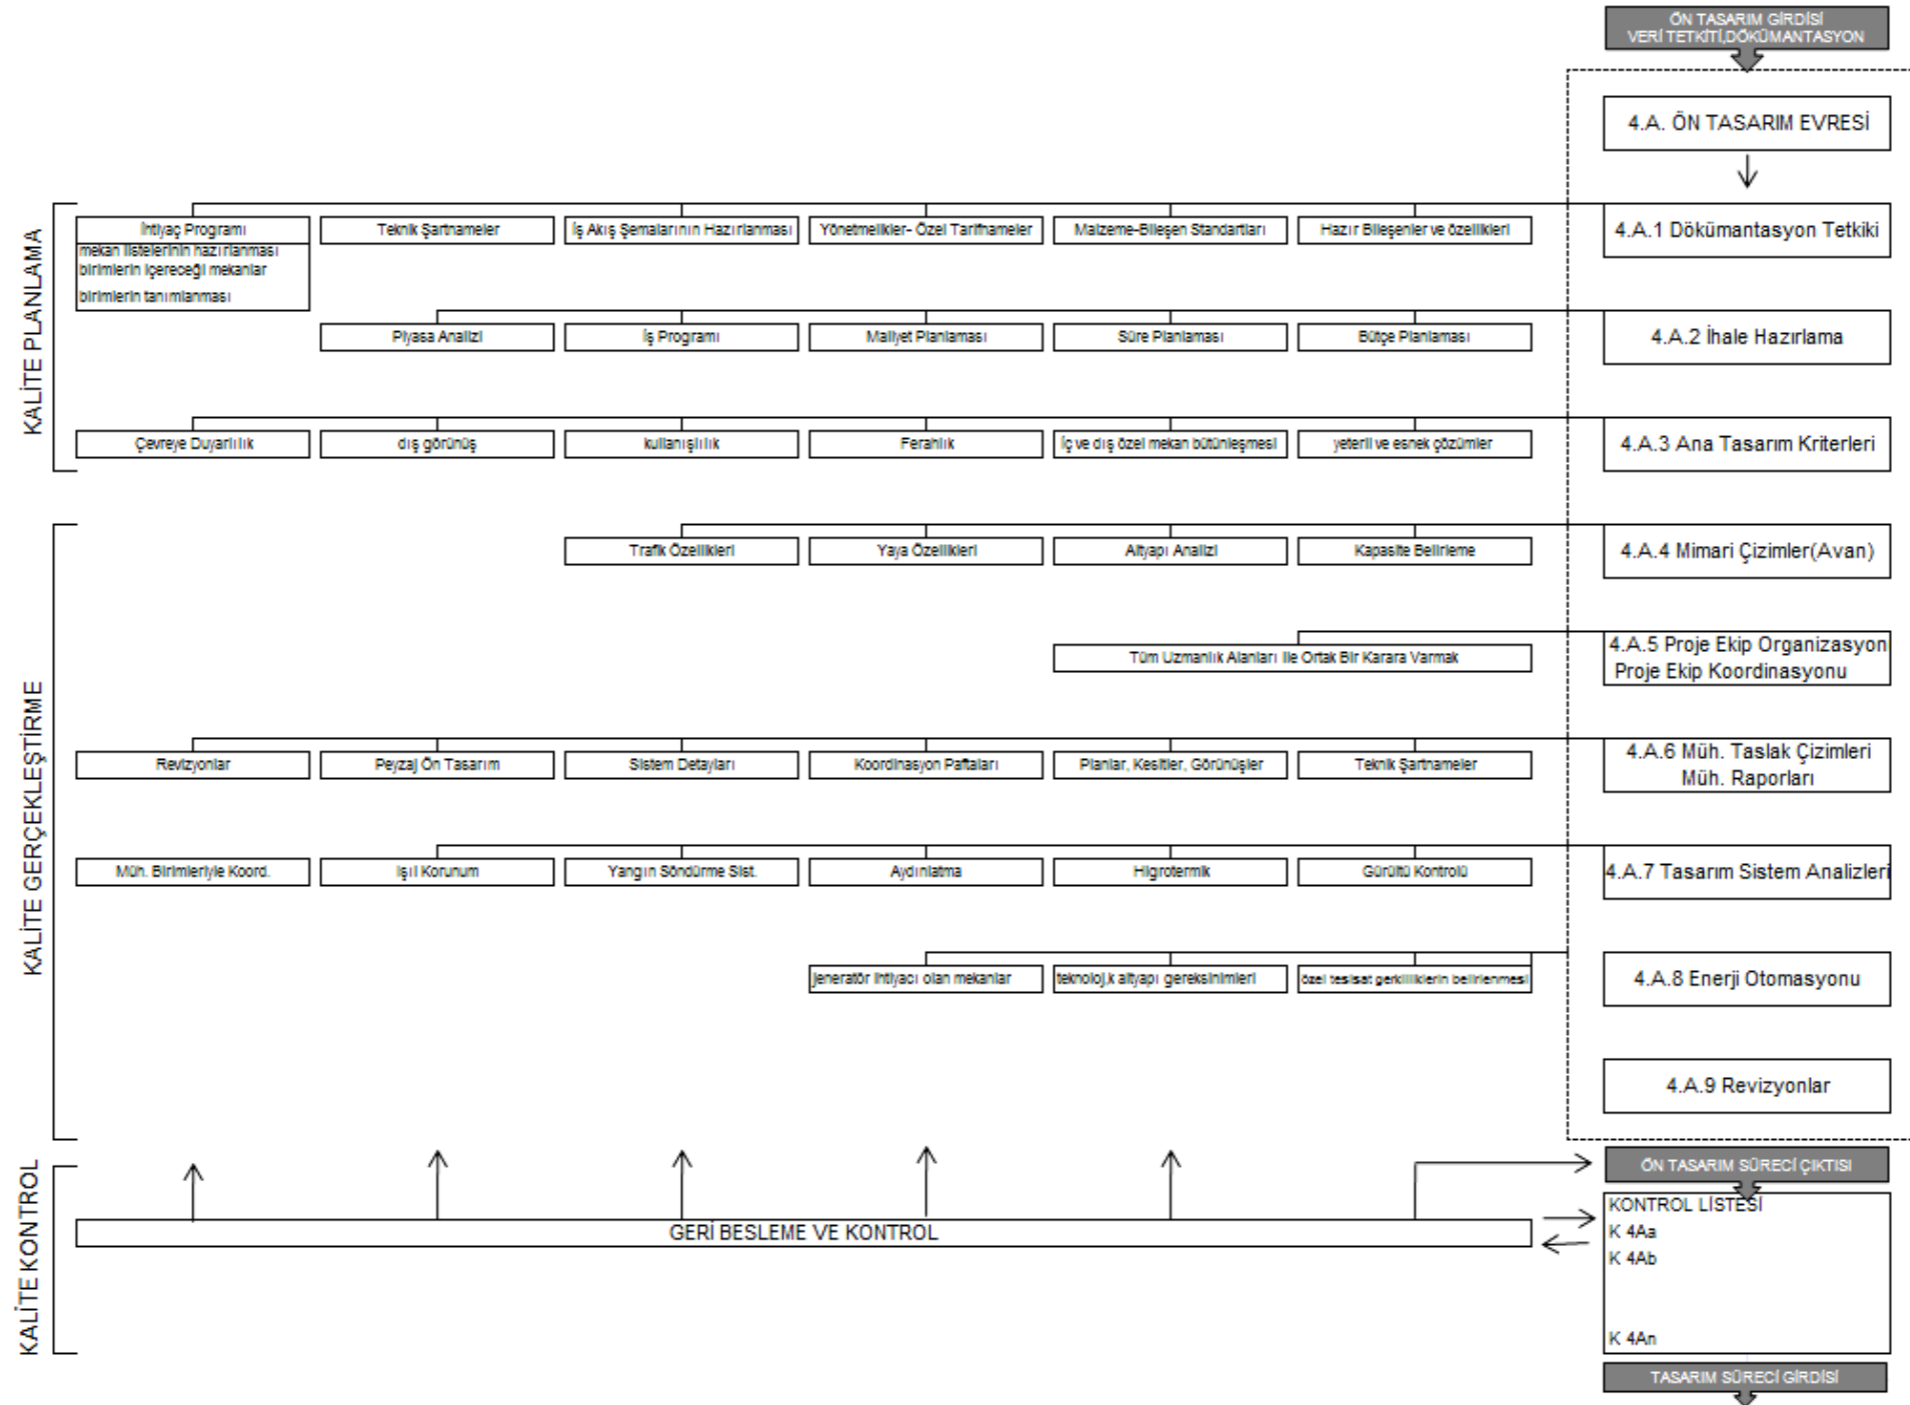 ÖN TASARIM GİRDİSİ
VERİ TETKİTİ,DÖKÜMANTASYON
4.A. ÖN TASARIM EVRESİ
KALİTE PLANLAMA
İhtiyaç Programı
mekan listelerinin hazırlanması
birimlerin içereceği mekanlar
birimlerin tanımlanması
Teknik Şartnameler
İş Akış Şemalarının Hazırlanması
Yönetmelikler- Özel Tarifnameler
Malzeme-Bileşen Standartları
Hazır Bileşenler ve özellikleri
4.A.1 Dökümantasyon Tetkiki
Piyasa Analizi
İş Programı
Maliyet Planlaması
Süre Planlaması
Bütçe Planlaması
4.A.2 İhale Hazırlama
Çevreye Duyarlılık
dış görünüş
kullanışlılık
Ferahlık
İç ve dış özel mekan bütünleşmesi
yeterli ve esnek çözümler
4.A.3 Ana Tasarım Kriterleri
KALİTE GERÇEKLEŞTİRME
Trafik Özellikleri
Yaya Özellikleri
Altyapı Analizi
Kapasite Belirleme
4.A.4 Mimari Çizimler(Avan)
Tüm Uzmanlık Alanları ile Ortak Bir Karara Varmak
4.A.5 Proje Ekip Organizasyon
Proje Ekip Koordinasyonu
Revizyonlar
Peyzaj Ön Tasarım
Sistem Detayları
Koordinasyon Paftaları
Planlar, Kesitler, Görünüşler
Teknik Şartnameler
4.A.6 Müh. Taslak Çizimleri
Müh. Raporları
Müh. Birimleriyle Koord.
Işıl Korunum
Yangın Söndürme Sist.
Aydınlatma
Higrotermik
Gürültü Kontrolü
4.A.7 Tasarım Sistem Analizleri
jeneratör ihtiyacı olan mekanlar
teknoloj,k altyapı gereksinimleri
özel tesisat gerkliliklerin belirlenmesi
4.A.8 Enerji Otomasyonu
4.A.9 Revizyonlar
KALİTE KONTROL
GERİ BESLEME VE KONTROL
ÖN TASARIM SÜRECİ ÇIKTISI
KONTROL LİSTESİ
K 4Aa
K 4Ab
K 4An
TASARIM SÜRECİ GİRDİSİ